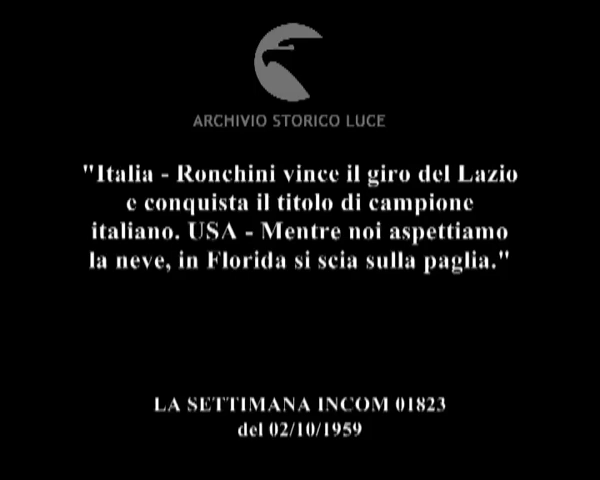 ARCHIVIO STORICO LUCE
"Italia - Ronchini vince il giro del Lazio
e conquista il titolo di campione
italiano. USA - Mentre noi aspettiamo
la neve, in Florida si scia sulla paglia."
LA SETTIMANA INCOM 01823
del 02/10/1959